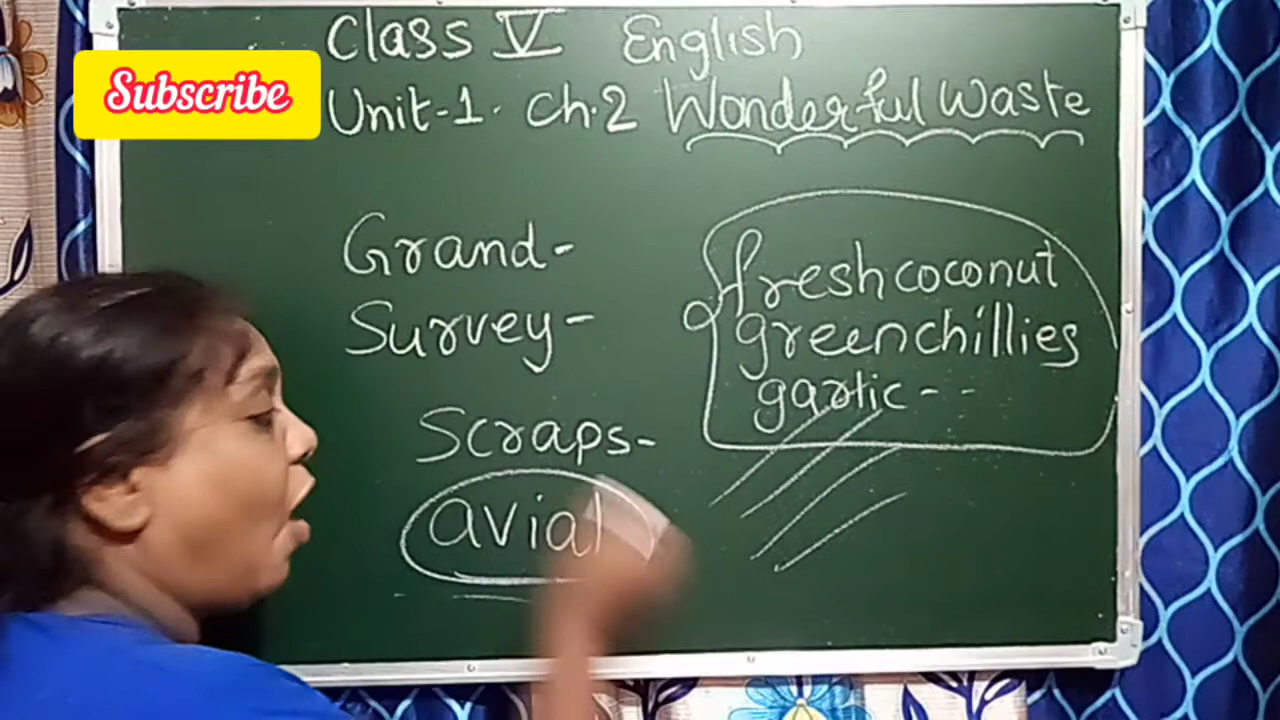 Class V English
Subscribe
Unit-1. Ch.2 Wonderful Waste
Grand-
Survey-
Scraps-
avial
fresh coconut
green chillies
garlic - -